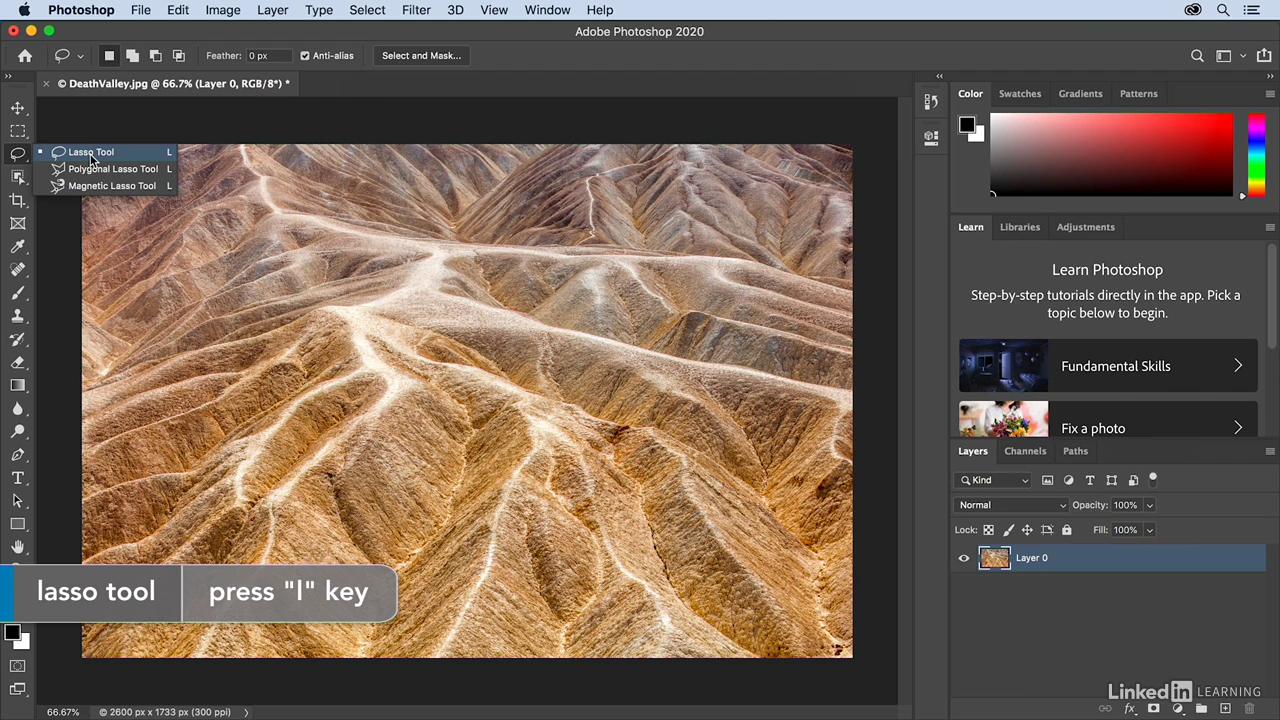 Photoshop File Edit Image Layer Type Select Filter 3D View Window Help
Adobe Photoshop 2020
Feather: 0 px Anti-alias Select and Mask...
© DeathValley.jpg @ 66.7% (Layer 0, RGB/8*) *
Color Swatches Gradients Patterns
Lasso Tool L
Polygonal Lasso Tool L
Magnetic Lasso Tool L
Learn Libraries Adjustments
Learn Photoshop
Step-by-step tutorials directly in the app. Pick a
topic below to begin.
Fundamental Skills
Fix a photo
Layers Channels Paths
Kind
Normal Opacity: 100%
Lock: Fill: 100%
Layer 0
lasso tool press "l" key
66.67% © 2600 px x 1733 px (300 ppi)
Linked in LEARNING